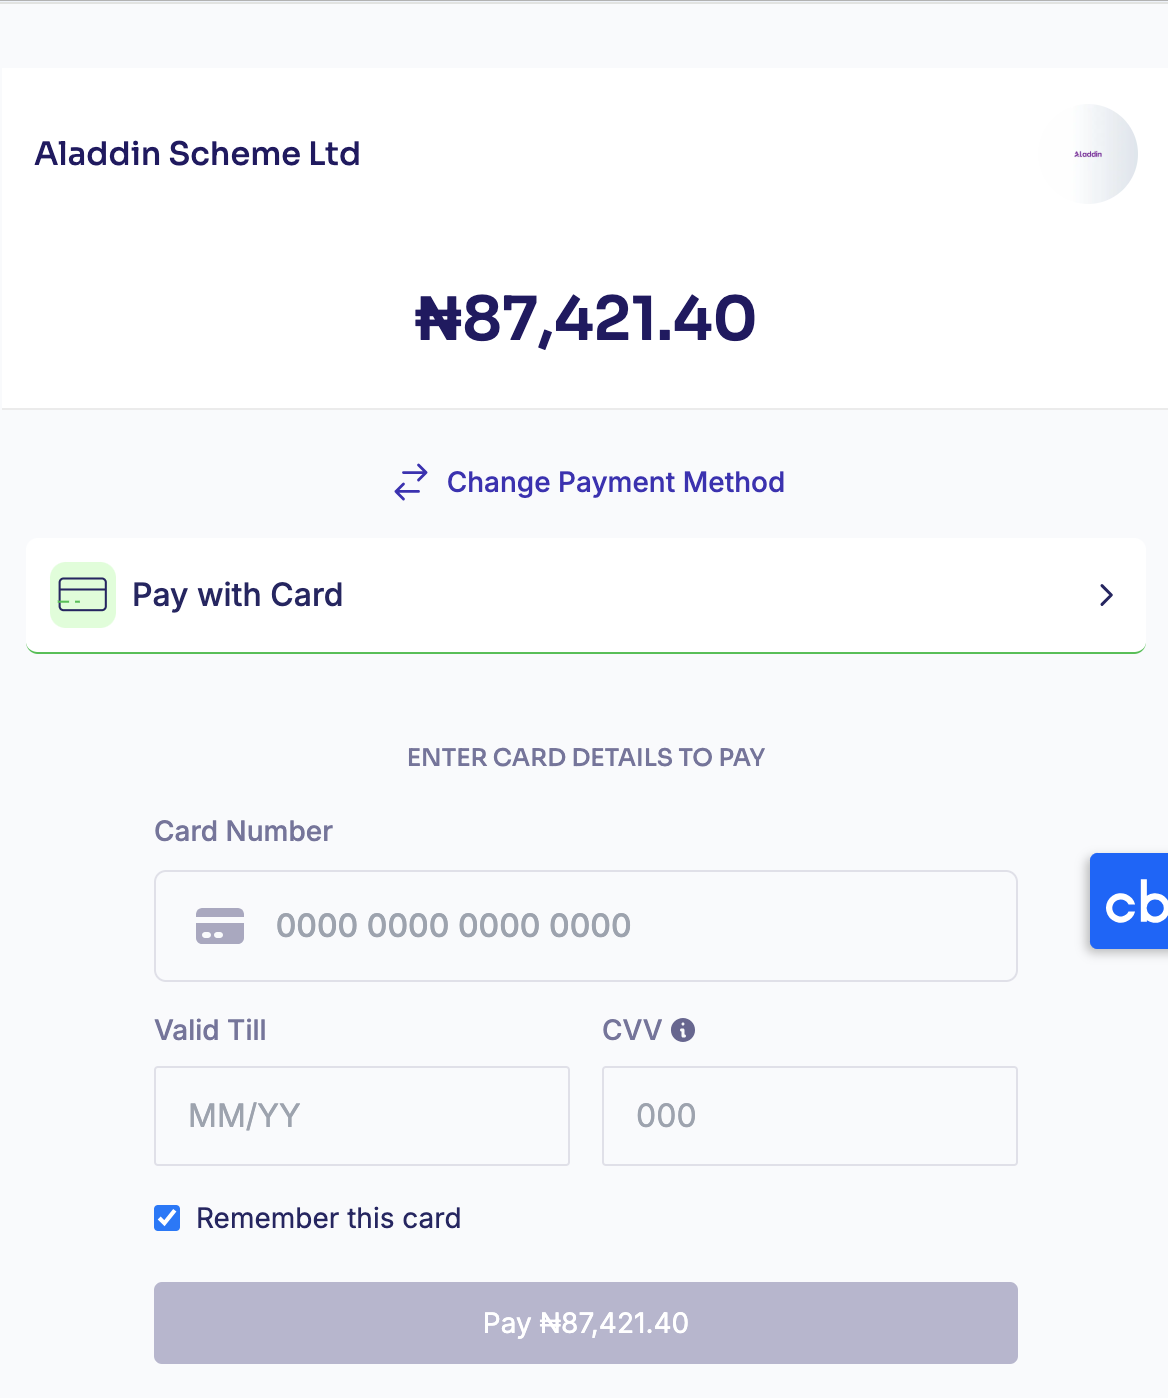 Aladdin Scheme Ltd
Aladdin
₦87,421.40
Change Payment Method
Pay with Card
ENTER CARD DETAILS TO PAY
Card Number
0000 0000 0000 0000
cb
Valid Till
CVV
MM/YY
000
Remember this card
Pay ₦87,421.40